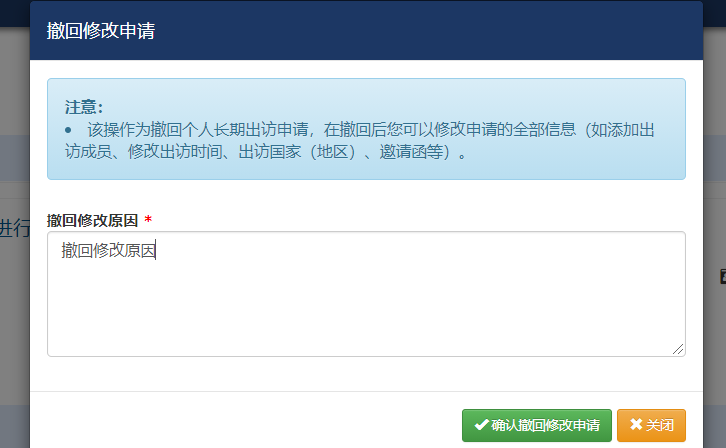 撤回修改申请
注意：
• 该操作为撤回个人长期出访申请，在撤回后您可以修改申请的全部信息（如添加出
访成员、修改出访时间、出访国家（地区）、邀请函等）。
进行
撤回修改原因 *
撤回修改原因
确认撤回修改申请
关闭